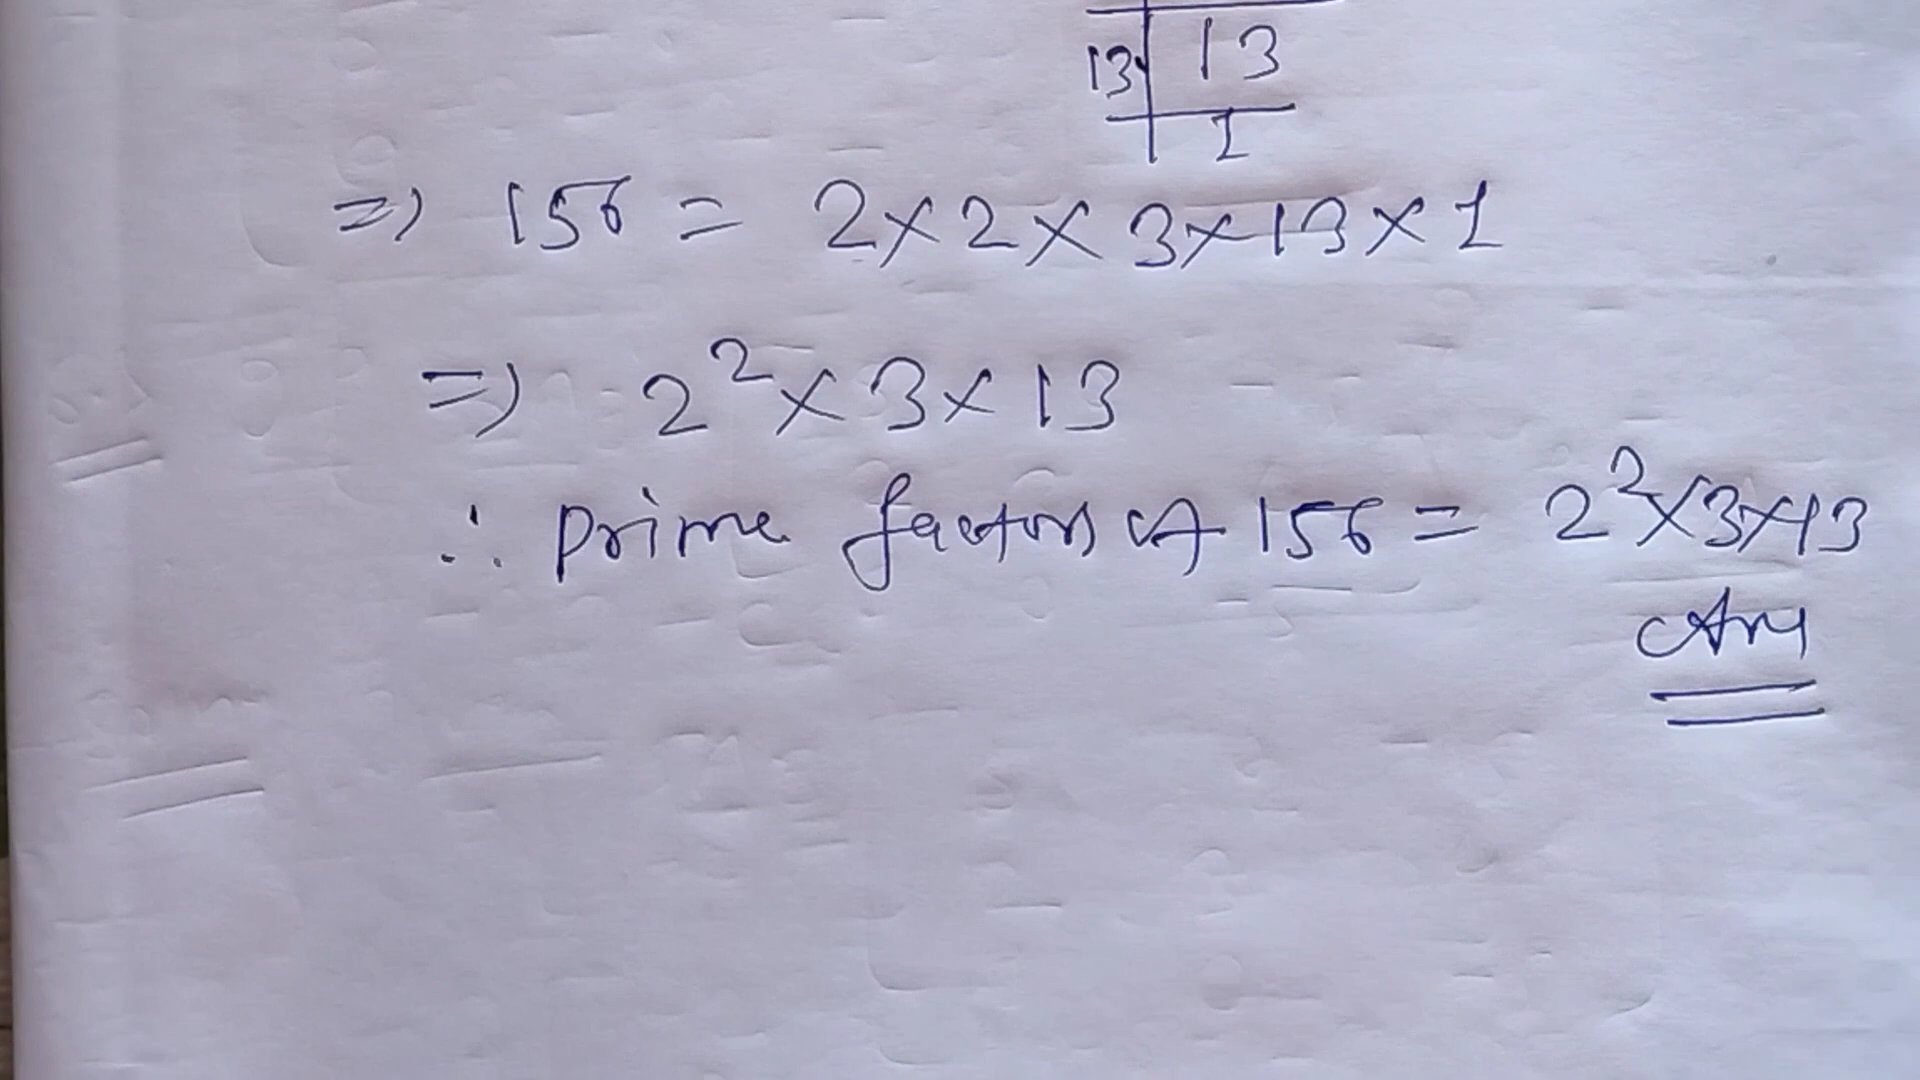 13 13
1
=) 156 = 2×2×3×13×1
=) 2²×3×13
∴ prime factors of 156 = 2²×3×13
Ans